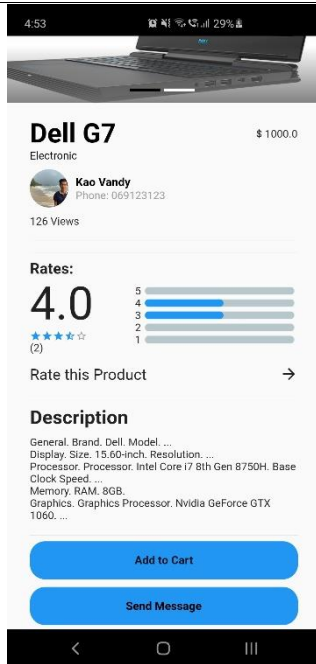 4:53
29%
Dell G7
$ 1000.0
Electronic
Kao Vandy
Phone: 069123123
126 Views
Rates:
4.0
5
4
3
2
1
(2)
Rate this Product
Description
General. Brand. Dell. Model. ...
Display. Size. 15.60-inch. Resolution. ...
Processor. Processor. Intel Core i7 8th Gen 8750H. Base
Clock Speed. ...
Memory. RAM. 8GB.
Graphics. Graphics Processor. Nvidia GeForce GTX
1060. ...
Add to Cart
Send Message